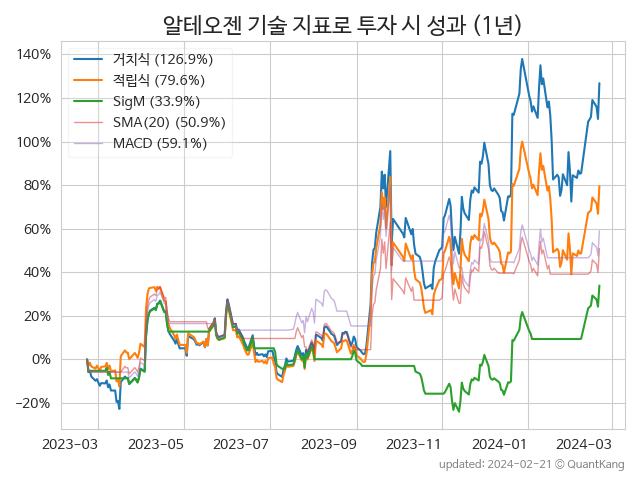 알테오젠 기술 지표로 투자 시 성과 (1년)
140%
120%
100%
80%
60%
40%
20%
0%
−20%
거치식 (126.9%)
적립식 (79.6%)
SigM (33.9%)
SMA(20) (50.9%)
MACD (59.1%)
2023-03 2023-05 2023-07 2023-09 2023-11 2024-01 2024-03
updated: 2024-02-21 © QuantKang